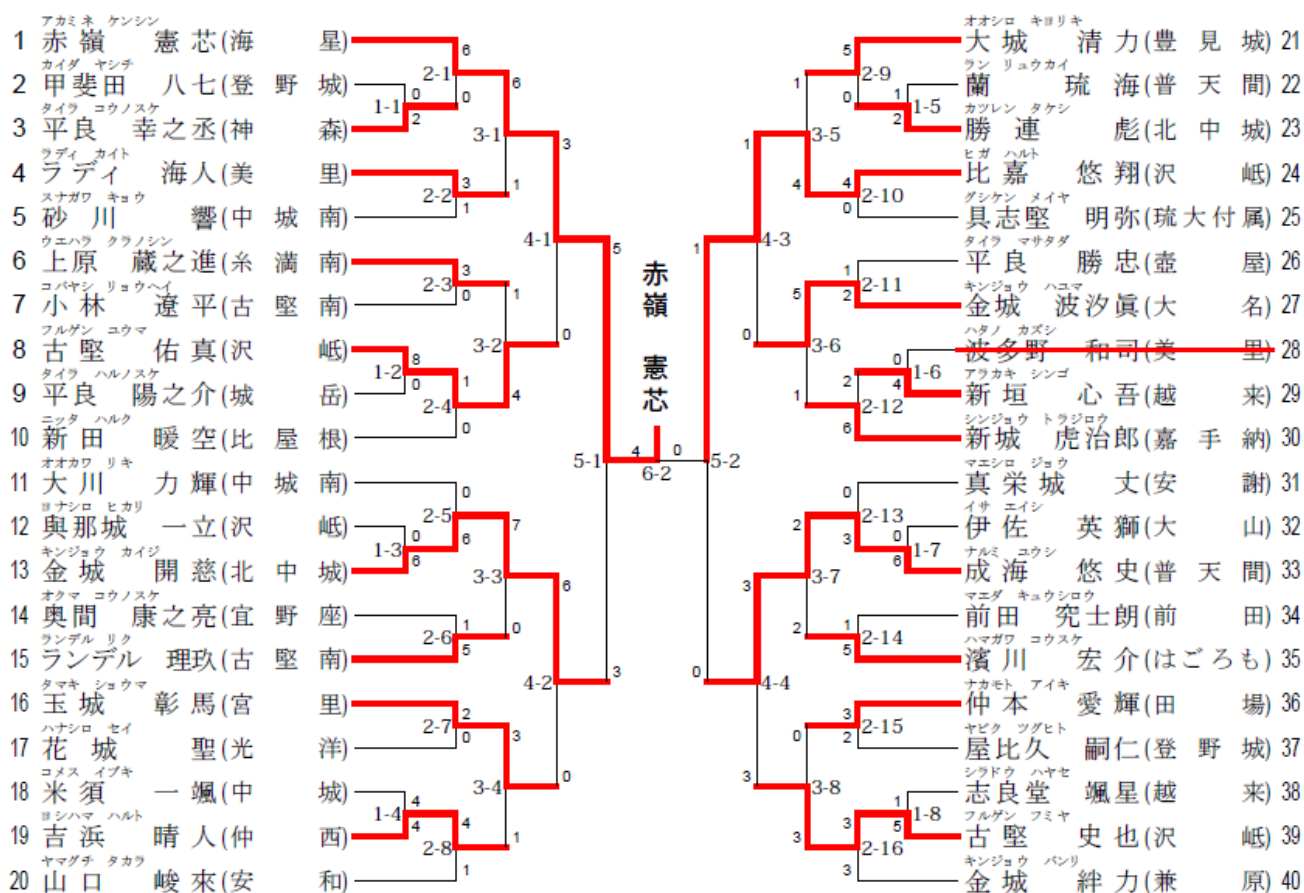 アカミネ ケンシン
1 赤嶺 憲芯(海星)
カイダ ヤシチ
2 甲斐田 八七(登野城)
タイラ コウノスケ
3 平良 幸之丞(神森)
ラディ カイト
4 ラディ 海人(美里)
スナガワ キョウ
5 砂川 響(中城南)
ウエハラ クラノシン
6 上原 蔵之進(糸満南)
コバヤシ リョウヘイ
7 小林 遼平(古堅南)
フルゲン ユウマ
8 古堅 佑真(沢岻)
タイラ ハルノスケ
9 平良 陽之介(城岳)
ニッタ ハルク
10 新田 暖空(比屋根)
オオカワ リキ
11 大川 力輝(中城南)
ヨナシロ ヒカリ
12 與那城 一立(沢岻)
キンジョウ カイジ
13 金城 開慈(北中城)
オクマ コウノスケ
14 奥間 康之亮(宜野座)
ランデル リク
15 ランデル 理玖(古堅南)
タマキ ショウマ
16 玉城 彰馬(宮里)
ハナシロ セイ
17 花城 聖(光洋)
コメス イブキ
18 米須 一颯(中城)
ヨシハマ ハルト
19 吉浜 晴人(仲西)
ヤマグチ タカラ
20 山口 峻來(安和)
1-1 0 2
1-2 8 0
1-3 0 6
1-4 4 4
2-1 6 0
2-2 3 1
2-3 3 0
2-4 1 0
2-5 0 6
2-6 1 5
2-7 2 0
2-8 4 1
3-1 6 1
3-2 1 4
3-3 7 0
3-4 3 1
4-1 3 0
4-2 6 0
5-1 5 3
赤嶺 憲芯
4 6-2 0
5-2 1 0
4-3 1 0
4-4 3 3
3-5 1 4
3-6 5 1
3-7 2 2
3-8 0 3
2-9 5 0
2-10 4 0
2-11 1 2
2-12 2 6
2-13 0 3
2-14 1 5
2-15 3 2
2-16 3 3
1-5 1 2
1-6 0 4
1-7 0 6
1-8 1 5
オオシロ キヨリキ
大城 清力(豊見城) 21
ラン リュウカイ
蘭 琉海(普天間) 22
カツレン タケシ
勝連 彪(北中城) 23
ヒガ ハルト
比嘉 悠翔(沢岻) 24
グシケン メイヤ
具志堅 明弥(琉大付属) 25
タイラ マサタダ
平良 勝忠(壺屋) 26
キンジョウ ハユマ
金城 波汐眞(大名) 27
ハタノ カズシ
波多野 和司(美里) 28
アラカキ シンゴ
新垣 心吾(越来) 29
シンジョウ トラジロウ
新城 虎治郎(嘉手納) 30
マエシロ ジョウ
真栄城 丈(安謝) 31
イサ エイシ
伊佐 英獅(大山) 32
ナルミ ユウシ
成海 悠史(普天間) 33
マエダ キュウシロウ
前田 究士朗(前田) 34
ハマガワ コウスケ
濱川 宏介(はごろも) 35
ナカモト アイキ
仲本 愛輝(田場) 36
ヤビク ツグヒト
屋比久 嗣仁(登野城) 37
シラドウ ハヤセ
志良堂 颯星(越来) 38
フルゲン フミヤ
古堅 史也(沢岻) 39
キンジョウ バンリ
金城 絆力(兼原) 40